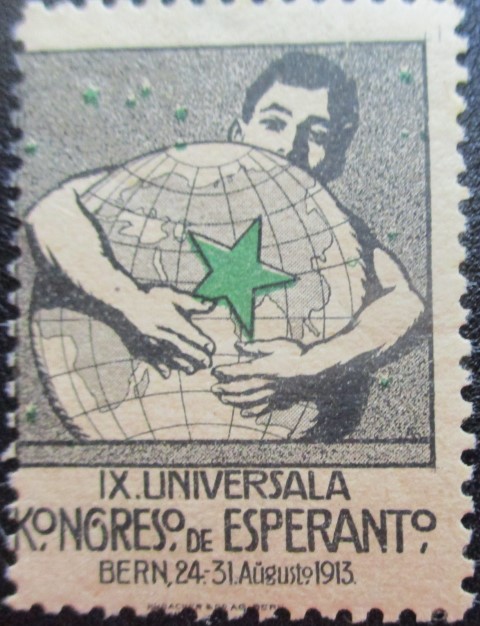 IX. UNIVERSALA
KONGRESO DE ESPERANTO,
BERN, 24.-31. Aŭgusto 1913.